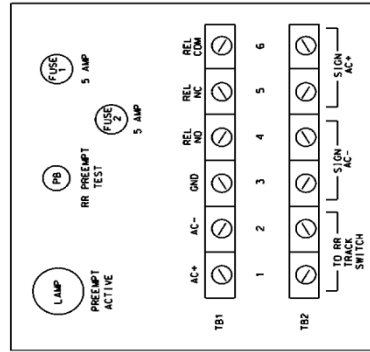 FUSE
1
5 AMP
FUSE
2
5 AMP
PB
RR PREEMPT
TEST
LAMP
PREEMPT
ACTIVE
REL
COM
REL
NC
REL
NO
GND
AC-
AC+
6
5
4
3
2
1
TB1
TB2
SIGN
AC+
SIGN
AC-
TO RR
TRACK
SWITCH